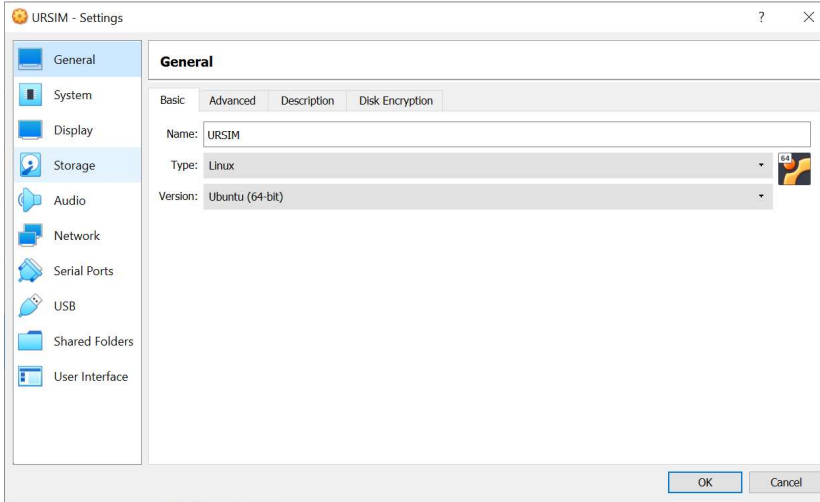 URSIM - Settings
?
General
System
Display
Storage
Audio
Network
Serial Ports
USB
Shared Folders
User Interface
General
Basic Advanced Description Disk Encryption
Name: URSIM
Type: Linux
64
Version: Ubuntu (64-bit)
OK Cancel